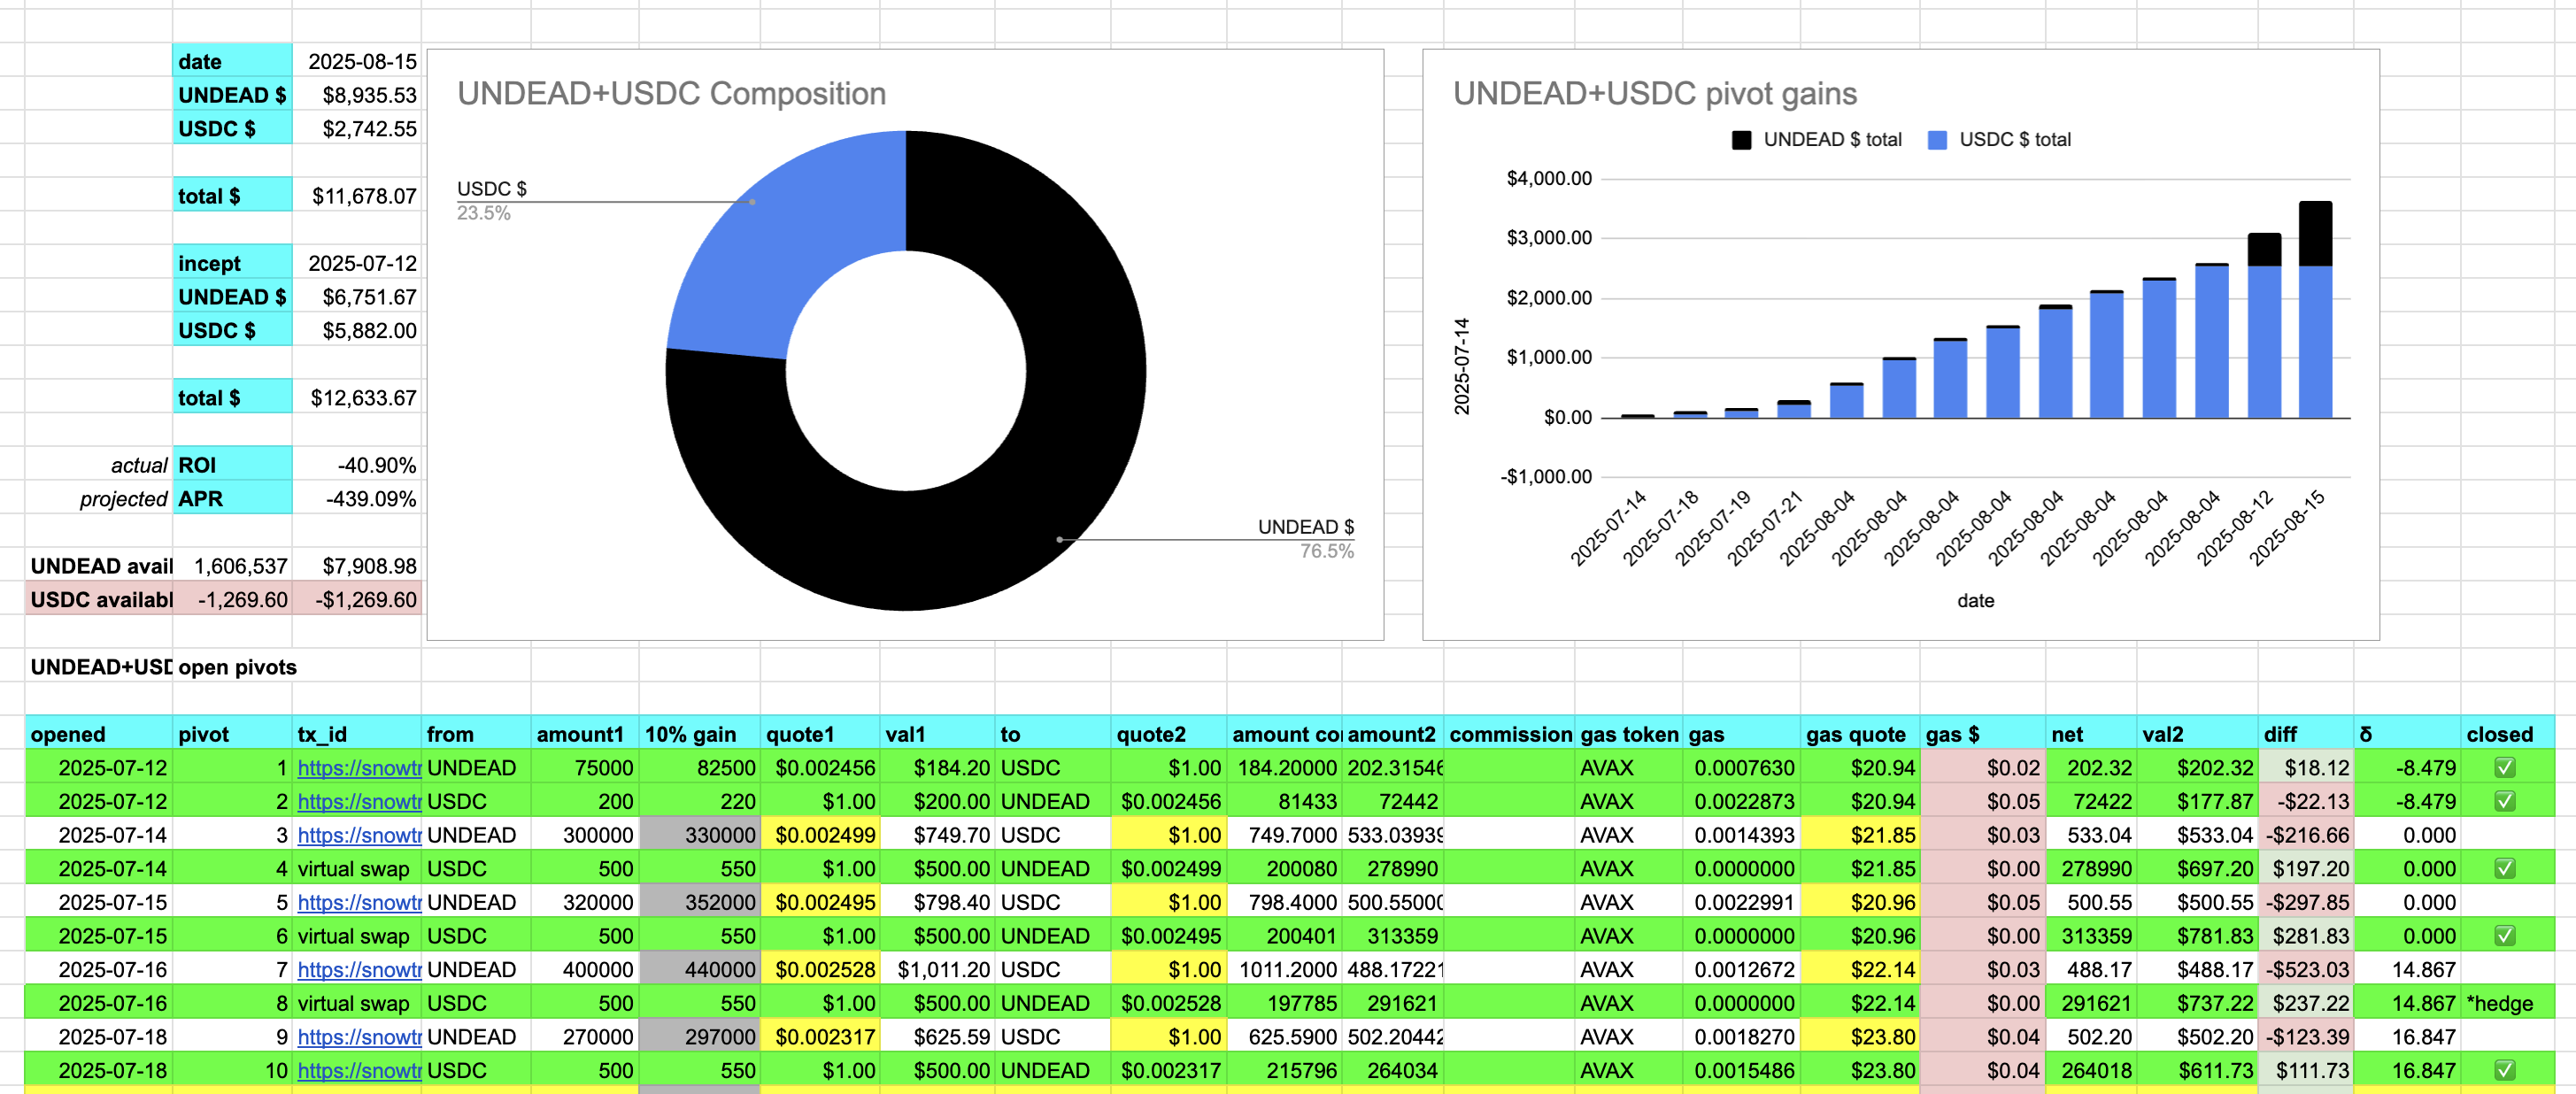 date 2025-08-15
UNDEAD $ $8,935.53
USDC $ $2,742.55
total $ $11,678.07
incept 2025-07-12
UNDEAD $ $6,751.67
USDC $ $5,882.00
total $ $12,633.67
actual ROI -40.90%
projected APR -439.09%
UNDEAD avail 1,606,537 $7,908.98
USDC availabl -1,269.60 -$1,269.60
UNDEAD+USDC Composition
USDC $
23.5%
UNDEAD $
76.5%
UNDEAD+USDC pivot gains
UNDEAD $ total USDC $ total
$4,000.00
$3,000.00
$2,000.00
$1,000.00
$0.00
-$1,000.00
2025-07-14
2025-07-14 2025-07-18 2025-07-19 2025-07-21 2025-08-04 2025-08-04 2025-08-04 2025-08-04 2025-08-04 2025-08-04 2025-08-04 2025-08-04 2025-08-12 2025-08-15
date
UNDEAD+USD open pivots
opened pivot tx_id from amount1 10% gain quote1 val1 to quote2 amount co amount2 commission gas token gas gas quote gas $ net val2 diff δ closed
2025-07-12 1 https://snowtr UNDEAD 75000 82500 $0.002456 $184.20 USDC $1.00 184.20000 202.31546 AVAX 0.0007630 $20.94 $0.02 202.32 $202.32 $18.12 -8.479 ✅
2025-07-12 2 https://snowtr USDC 200 220 $1.00 $200.00 UNDEAD $0.002456 81433 72442 AVAX 0.0022873 $20.94 $0.05 72422 $177.87 -$22.13 -8.479 ✅
2025-07-14 3 https://snowtr UNDEAD 300000 330000 $0.002499 $749.70 USDC $1.00 749.7000 533.03939 AVAX 0.0014393 $21.85 $0.03 533.04 $533.04 -$216.66 0.000
2025-07-14 4 virtual swap USDC 500 550 $1.00 $500.00 UNDEAD $0.002499 200080 278990 AVAX 0.0000000 $21.85 $0.00 278990 $697.20 $197.20 0.000 ✅
2025-07-15 5 https://snowtr UNDEAD 320000 352000 $0.002495 $798.40 USDC $1.00 798.4000 500.55000 AVAX 0.0022991 $20.96 $0.05 500.55 $500.55 -$297.85 0.000
2025-07-15 6 virtual swap USDC 500 550 $1.00 $500.00 UNDEAD $0.002495 200401 313359 AVAX 0.0000000 $20.96 $0.00 313359 $781.83 $281.83 0.000 ✅
2025-07-16 7 https://snowtr UNDEAD 400000 440000 $0.002528 $1,011.20 USDC $1.00 1011.2000 488.17221 AVAX 0.0012672 $22.14 $0.03 488.17 $488.17 -$523.03 14.867
2025-07-16 8 virtual swap USDC 500 550 $1.00 $500.00 UNDEAD $0.002528 197785 291621 AVAX 0.0000000 $22.14 $0.00 291621 $737.22 $237.22 14.867 *hedge
2025-07-18 9 https://snowtr UNDEAD 270000 297000 $0.002317 $625.59 USDC $1.00 625.5900 502.20442 AVAX 0.0018270 $23.80 $0.04 502.20 $502.20 -$123.39 16.847
2025-07-18 10 https://snowtr USDC 500 550 $1.00 $500.00 UNDEAD $0.002317 215796 264034 AVAX 0.0015486 $23.80 $0.04 264018 $611.73 $111.73 16.847 ✅